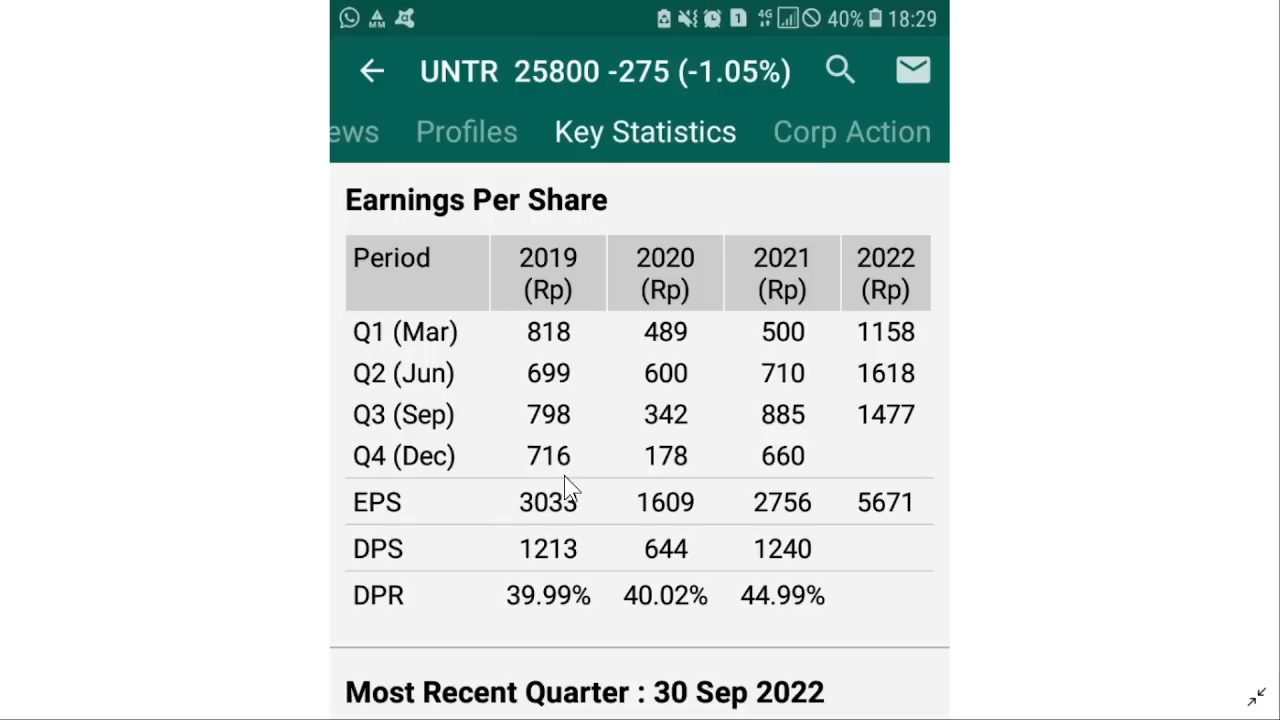 MM 1 4G 40% 18:29
UNTR 25800 -275 (-1.05%)
ews Profiles Key Statistics Corp Action
Earnings Per Share
Period 2019 (Rp) 2020 (Rp) 2021 (Rp) 2022 (Rp)
Q1 (Mar) 818 489 500 1158
Q2 (Jun) 699 600 710 1618
Q3 (Sep) 798 342 885 1477
Q4 (Dec) 716 178 660
EPS 3033 1609 2756 5671
DPS 1213 644 1240
DPR 39.99% 40.02% 44.99%
Most Recent Quarter : 30 Sep 2022